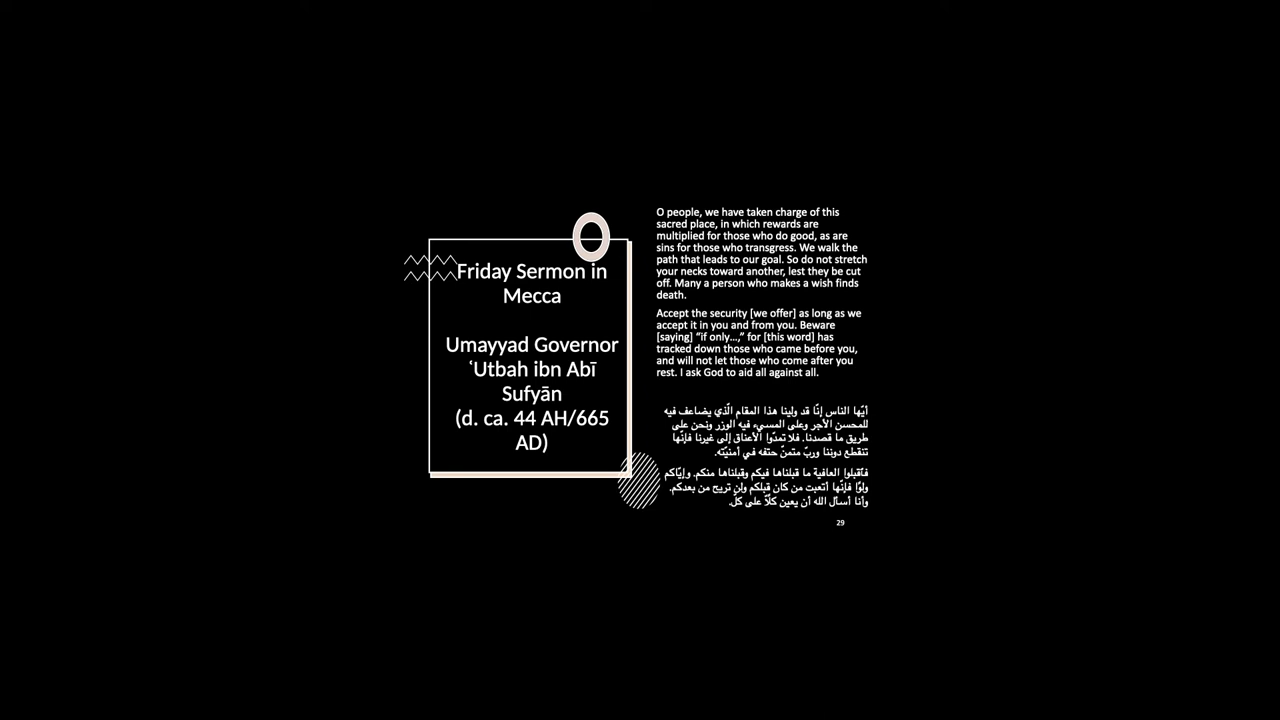 Friday Sermon in
Mecca
Umayyad Governor
ʿUtbah ibn Abī
Sufyān
(d. ca. 44 AH/665
AD)
O people, we have taken charge of this
sacred place, in which rewards are
multiplied for those who do good, as are
sins for those who transgress. We walk the
path that leads to our goal. So do not stretch
your necks toward another, lest they be cut
off. Many a person who makes a wish finds
death.
Accept the security [we offer] as long as we
accept it in you and from you. Beware
[saying] “if only…,” for [this word] has
tracked down those who came before you,
and will not let those who come after you
rest. I ask God to aid all against all.
أيّها الناس إنّا قد ولينا هذا المقام الّذي يضاعف فيه
للمحسن الأجر وعلى المسيء فيه الوزر ونحن على
طريق ما قصدنا. فلا تمدّوا الأعناق إلى غيرنا فإنّها
تنقطع دوننا وربّ متمنّ حتفه في أمنيّته.
فٱقبلوا العافية ما قبلناها فيكم وقبلناها منكم. وإيّاكم
ولوًا فإنّها أتعبت من كان قبلكم ولن تريح من بعدكم.
وأنا أسأل الله أن يعين كلّاً على كلّ.
29